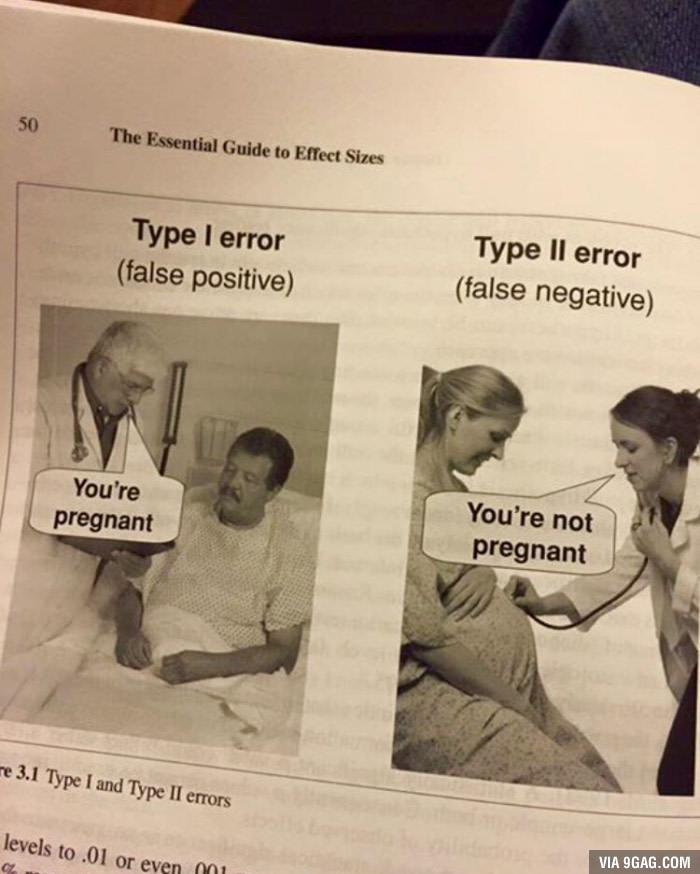 50
The Essential Guide to Effect Sizes
Type I error
(false positive)
Type II error
(false negative)
You're
pregnant
You're not
pregnant
re 3.1 Type I and Type II errors
levels to .01 or even .001
%
VIA 9GAG.COM